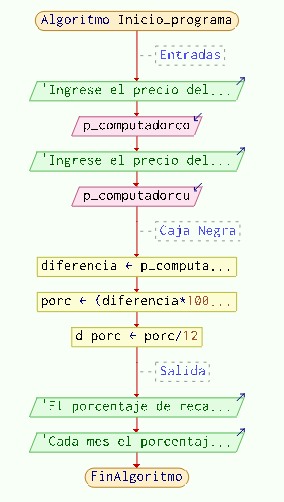 Algoritmo Inicio_programa
Entradas
'Ingrese el precio del...
p_computadorco
'Ingrese el precio del...
p_computadorcu
Caja Negra
diferencia ← p_computa...
porc ← (diferencia*100...
d porc ← porc/12
Salida
'El porcentaje de reca...
'Cada mes el porcentaj...
FinAlgoritmo